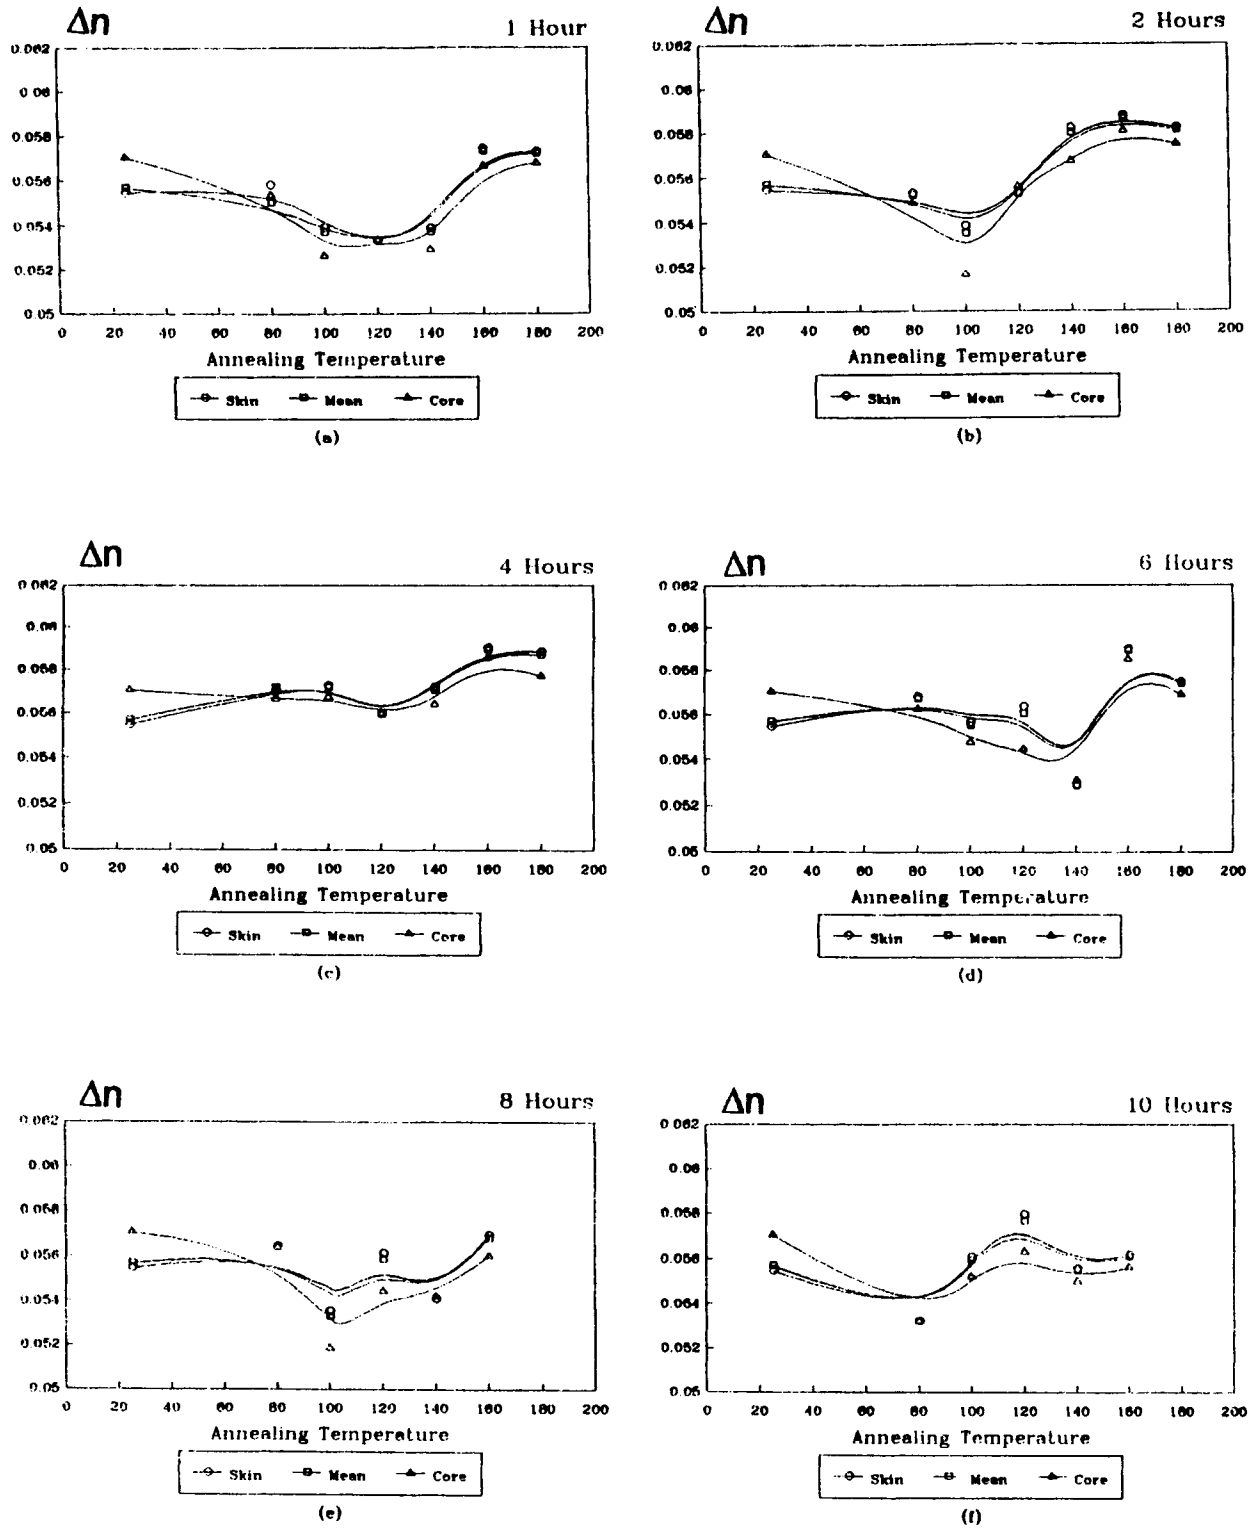 Δn 1 Hour
0.062
0.06
0.058
0.056
0.054
0.052
0.05
0 20 40 60 80 100 120 140 160 180 200
Annealing Temperature
Skin Mean Core
(a)
Δn 2 Hours
0.062
0.06
0.058
0.056
0.054
0.052
0.05
0 20 40 60 80 100 120 140 160 180 200
Annealing Temperature
Skin Mean Core
(b)
Δn 4 Hours
0.062
0.06
0.058
0.056
0.054
0.052
0.05
0 20 40 60 80 100 120 140 160 180 200
Annealing Temperature
Skin Mean Core
(c)
Δn 6 Hours
0.062
0.06
0.058
0.056
0.054
0.052
0.05
0 20 40 60 80 100 120 140 160 180 200
Annealing Temperature
Skin Mean Core
(d)
Δn 8 Hours
0.062
0.06
0.058
0.056
0.054
0.052
0.05
0 20 40 60 80 100 120 140 160 180 200
Annealing Temperature
Skin Mean Core
(e)
Δn 10 Hours
0.062
0.06
0.058
0.056
0.054
0.052
0.05
0 20 40 60 80 100 120 140 160 180 200
Annealing Temperature
Skin Mean Core
(f)